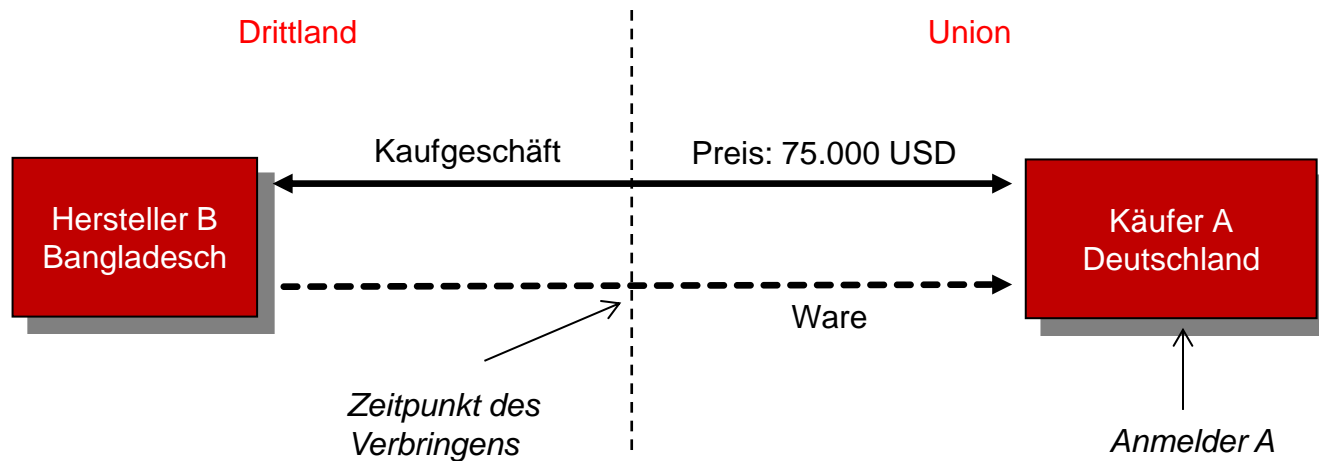 Drittland
Union
Kaufgeschäft
Preis: 75.000 USD
Hersteller B
Bangladesch
Käufer A
Deutschland
Ware
Zeitpunkt des
Verbringens
Anmelder A